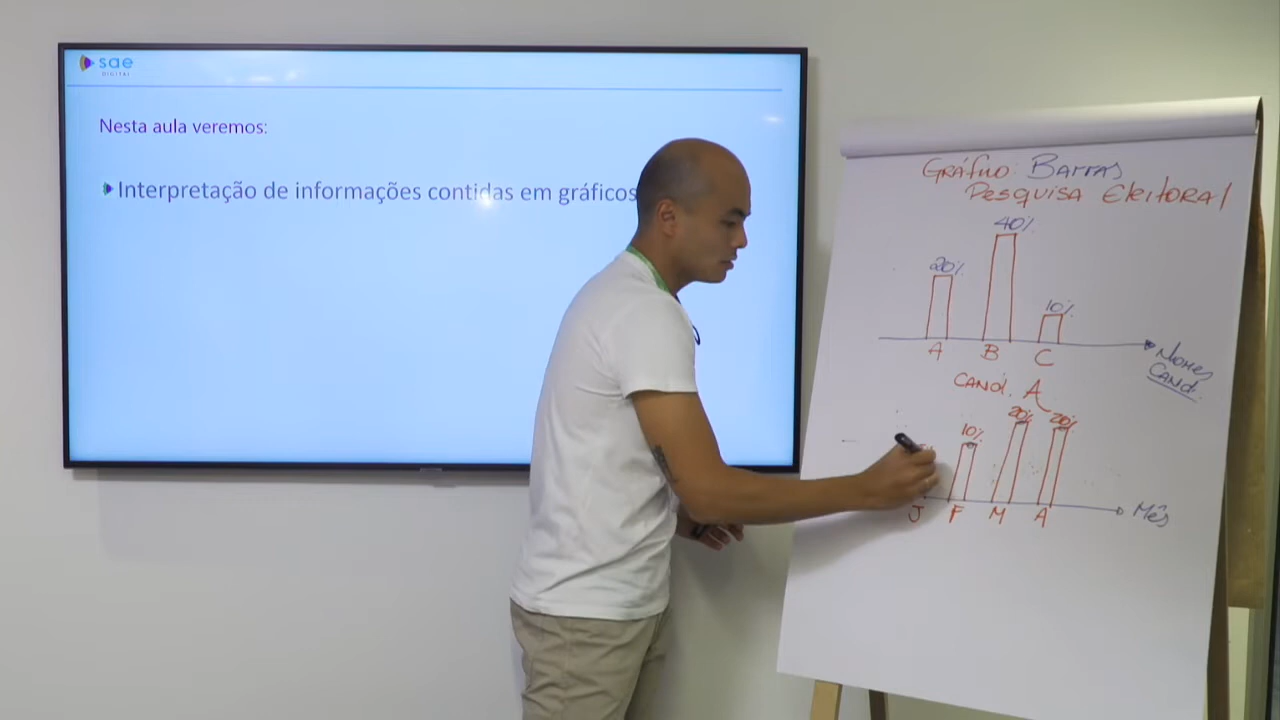 sae
DIGITAL
Nesta aula veremos:
Interpretação de informações contidas em gráficos
Gráfico: Barras
Pesquisa Eleitoral
40%
20%
10%
A B C
Nomes
Cand.
Cand. A
10% 20% 20%
J F M A
Mês